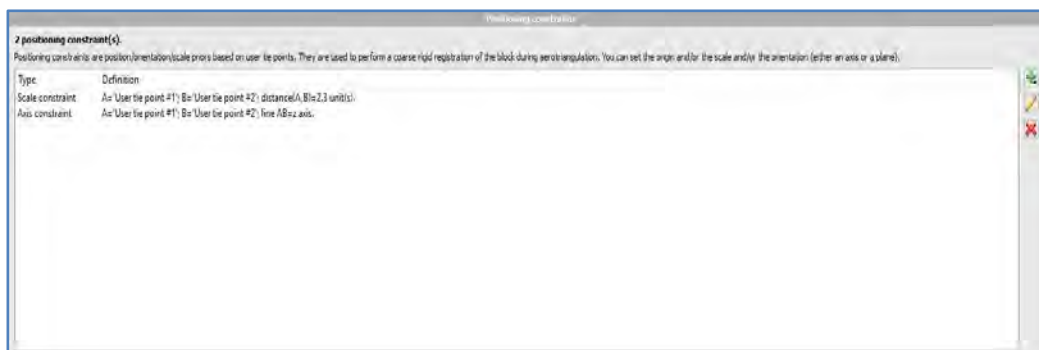 Positioning constraints
2 positioning constraint(s).
Positioning constraints are position/orientation/scale priors based on user tie points. They are used to perform a coarse rigid registration of the block during aerotriangulation. You can set the origin and/or the scale and/or the orientation (either an axis or a plane).
Type Definition
Scale constraint A='User tie point #1'; B='User tie point #2'; distance(A,B)=2.3 unit(s).
Axis constraint A='User tie point #1'; B='User tie point #2'; line AB=z axis.